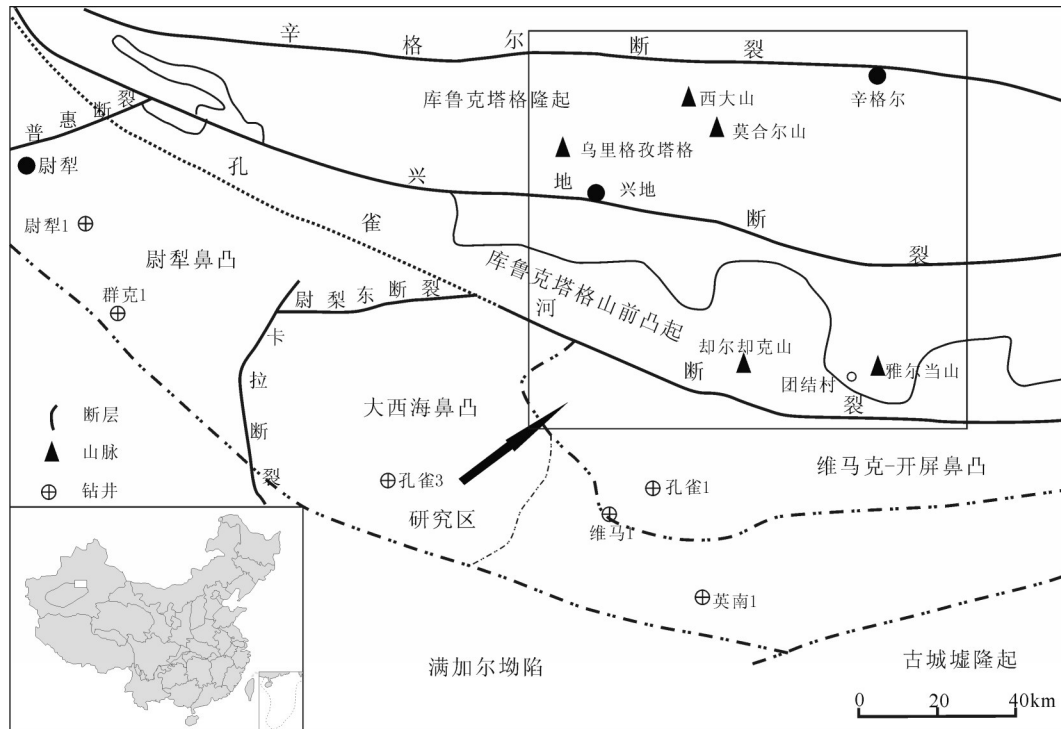 辛格尔断裂
库鲁克塔格隆起
西大山
辛格尔
莫合尔山
乌里格孜塔格
普惠断裂
尉犁
孔雀河断裂
兴地断裂
兴地
尉犁1
尉犁鼻凸
群克1
尉梨东断裂
库鲁克塔格山前凸起
卡拉断裂
却尔却克山
团结村
雅尔当山
大西海鼻凸
断层
山脉
钻井
孔雀3
研究区
孔雀1
维马1
维马克-开屏鼻凸
英南1
满加尔坳陷
古城墟隆起
0 20 40km